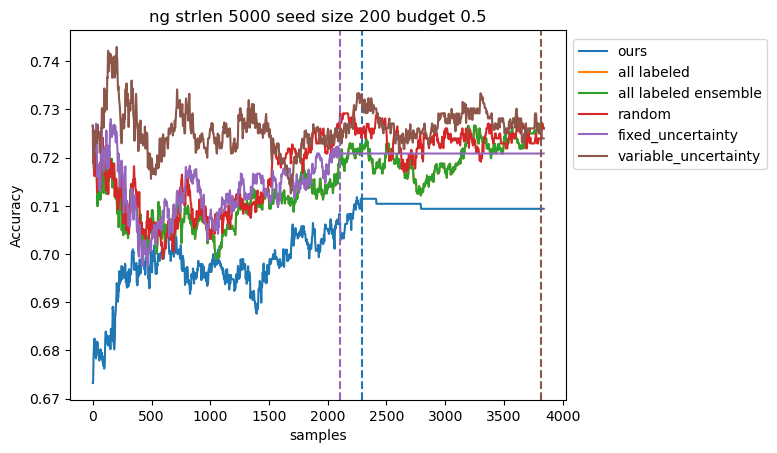 ng strlen 5000 seed size 200 budget 0.5
0.74
0.73
0.72
0.71
0.70
0.69
0.68
0.67
Accuracy
0
500
1000
1500
2000
2500
3000
3500
4000
samples
ours
all labeled
all labeled ensemble
random
fixed_uncertainty
variable_uncertainty